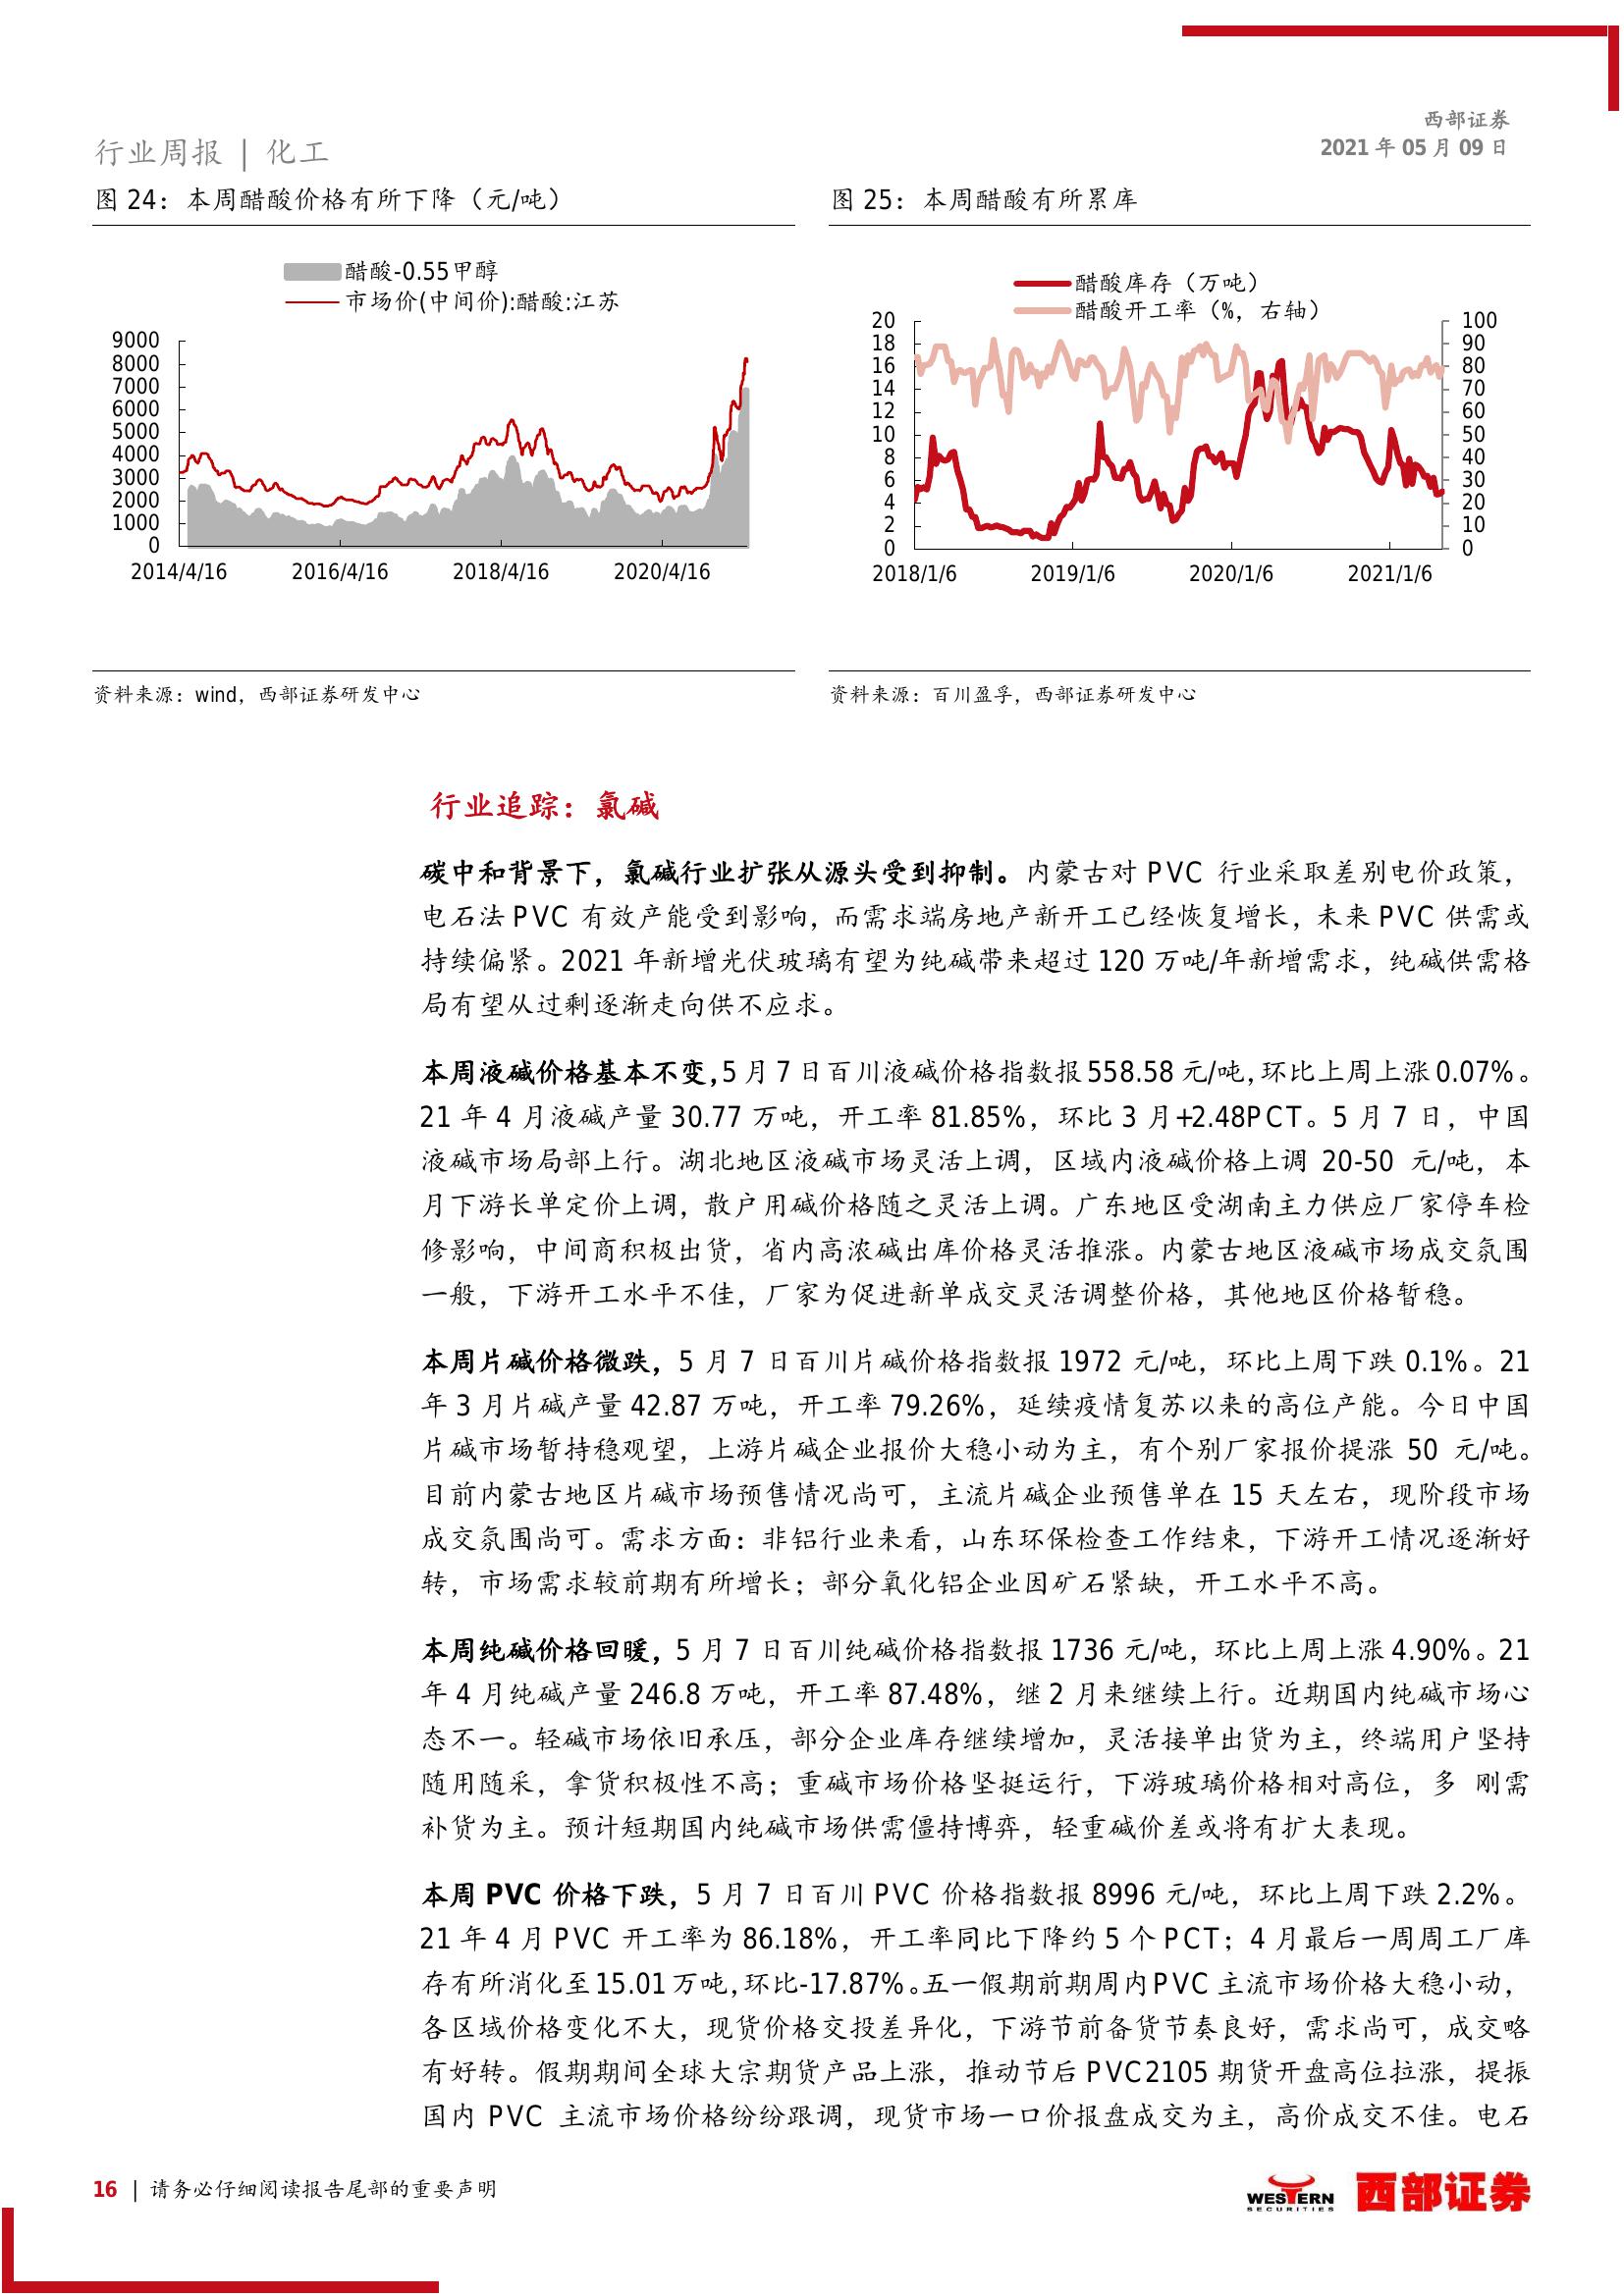 西部证券
2021 年 05 月 09 日
行业周报 | 化工
图 24：本周醋酸价格有所下降（元/吨）
醋酸-0.55甲醇
市场价(中间价):醋酸:江苏
9000
8000
7000
6000
5000
4000
3000
2000
1000
0
2014/4/16 2016/4/16 2018/4/16 2020/4/16
资料来源：wind，西部证券研发中心
图 25：本周醋酸有所累库
醋酸库存（万吨）
醋酸开工率（%，右轴）
20
18
16
14
12
10
8
6
4
2
0
100
90
80
70
60
50
40
30
20
10
0
2018/1/6 2019/1/6 2020/1/6 2021/1/6
资料来源：百川盈孚，西部证券研发中心
行业追踪：氯碱
碳中和背景下，氯碱行业扩张从源头受到抑制。内蒙古对 PVC 行业采取差别电价政策，
电石法 PVC 有效产能受到影响，而需求端房地产新开工已经恢复增长，未来 PVC 供需或
持续偏紧。2021 年新增光伏玻璃有望为纯碱带来超过 120 万吨/年新增需求，纯碱供需格
局有望从过剩逐渐走向供不应求。
本周液碱价格基本不变，5 月 7 日百川液碱价格指数报 558.58 元/吨，环比上周上涨 0.07%。
21 年 4 月液碱产量 30.77 万吨，开工率 81.85%，环比 3 月+2.48PCT。5 月 7 日，中国
液碱市场局部上行。湖北地区液碱市场灵活上调，区域内液碱价格上调 20-50 元/吨，本
月下游长单定价上调，散户用碱价格随之灵活上调。广东地区受湖南主力供应厂家停车检
修影响，中间商积极出货，省内高浓碱出库价格灵活推涨。内蒙古地区液碱市场成交氛围
一般，下游开工水平不佳，厂家为促进新单成交灵活调整价格，其他地区价格暂稳。
本周片碱价格微跌，5 月 7 日百川片碱价格指数报 1972 元/吨，环比上周下跌 0.1%。21
年 3 月片碱产量 42.87 万吨，开工率 79.26%，延续疫情复苏以来的高位产能。今日中国
片碱市场暂持稳观望，上游片碱企业报价大稳小动为主，有个别厂家报价提涨 50 元/吨。
目前内蒙古地区片碱市场预售情况尚可，主流片碱企业预售单在 15 天左右，现阶段市场
成交氛围尚可。需求方面：非铝行业来看，山东环保检查工作结束，下游开工情况逐渐好
转，市场需求较前期有所增长；部分氧化铝企业因矿石紧缺，开工水平不高。
本周纯碱价格回暖，5 月 7 日百川纯碱价格指数报 1736 元/吨，环比上周上涨 4.90%。21
年 4 月纯碱产量 246.8 万吨，开工率 87.48%，继 2 月来继续上行。近期国内纯碱市场心
态不一。轻碱市场依旧承压，部分企业库存继续增加，灵活接单出货为主，终端用户坚持
随用随采，拿货积极性不高；重碱市场价格坚挺运行，下游玻璃价格相对高位，多 刚需
补货为主。预计短期国内纯碱市场供需僵持博弈，轻重碱价差或将有扩大表现。
本周 PVC 价格下跌，5 月 7 日百川 PVC 价格指数报 8996 元/吨，环比上周下跌 2.2%。
21 年 4 月 PVC 开工率为 86.18%，开工率同比下降约 5 个 PCT；4 月最后一周周工厂库
存有所消化至 15.01 万吨，环比-17.87%。五一假期前期周内 PVC 主流市场价格大稳小动，
各区域价格变化不大，现货价格交投差异化，下游节前备货节奏良好，需求尚可，成交略
有好转。假期期间全球大宗期货产品上涨，推动节后 PVC2105 期货开盘高位拉涨，提振
国内 PVC 主流市场价格纷纷跟调，现货市场一口价报盘成交为主，高价成交不佳。电石
16 | 请务必仔细阅读报告尾部的重要声明
WESTERN
SECURITIES
西部证券